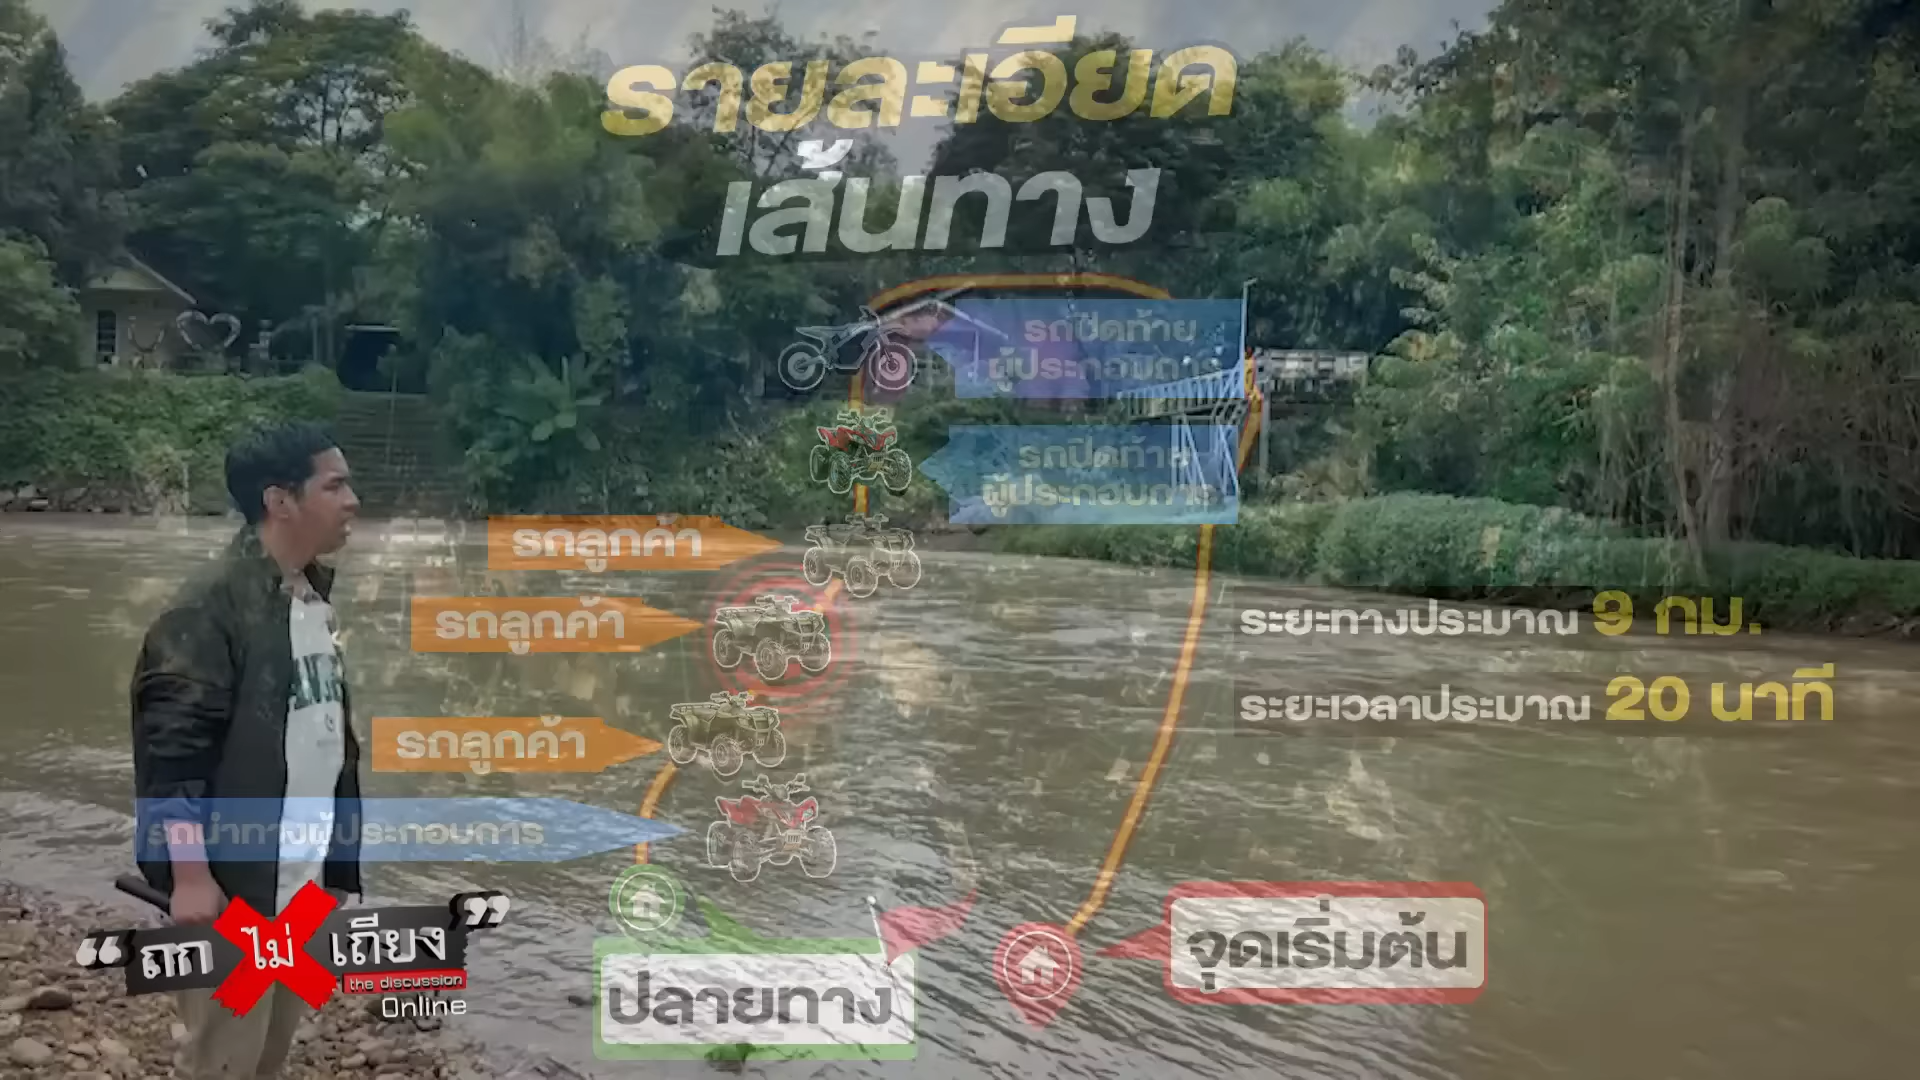 รายละเอียด
เส้นทาง
รถปิดท้าย
ผู้ประกอบการ
รถปิดท้าย
ผู้ประกอบการ
รถลูกค้า
รถลูกค้า
ระยะทางประมาณ 9 กม.
ระยะเวลาประมาณ 20 นาที
รถลูกค้า
รถนำทางผู้ประกอบการ
“ถกไม่เถียง”
the discussion
Online
ปลายทาง
จุดเริ่มต้น